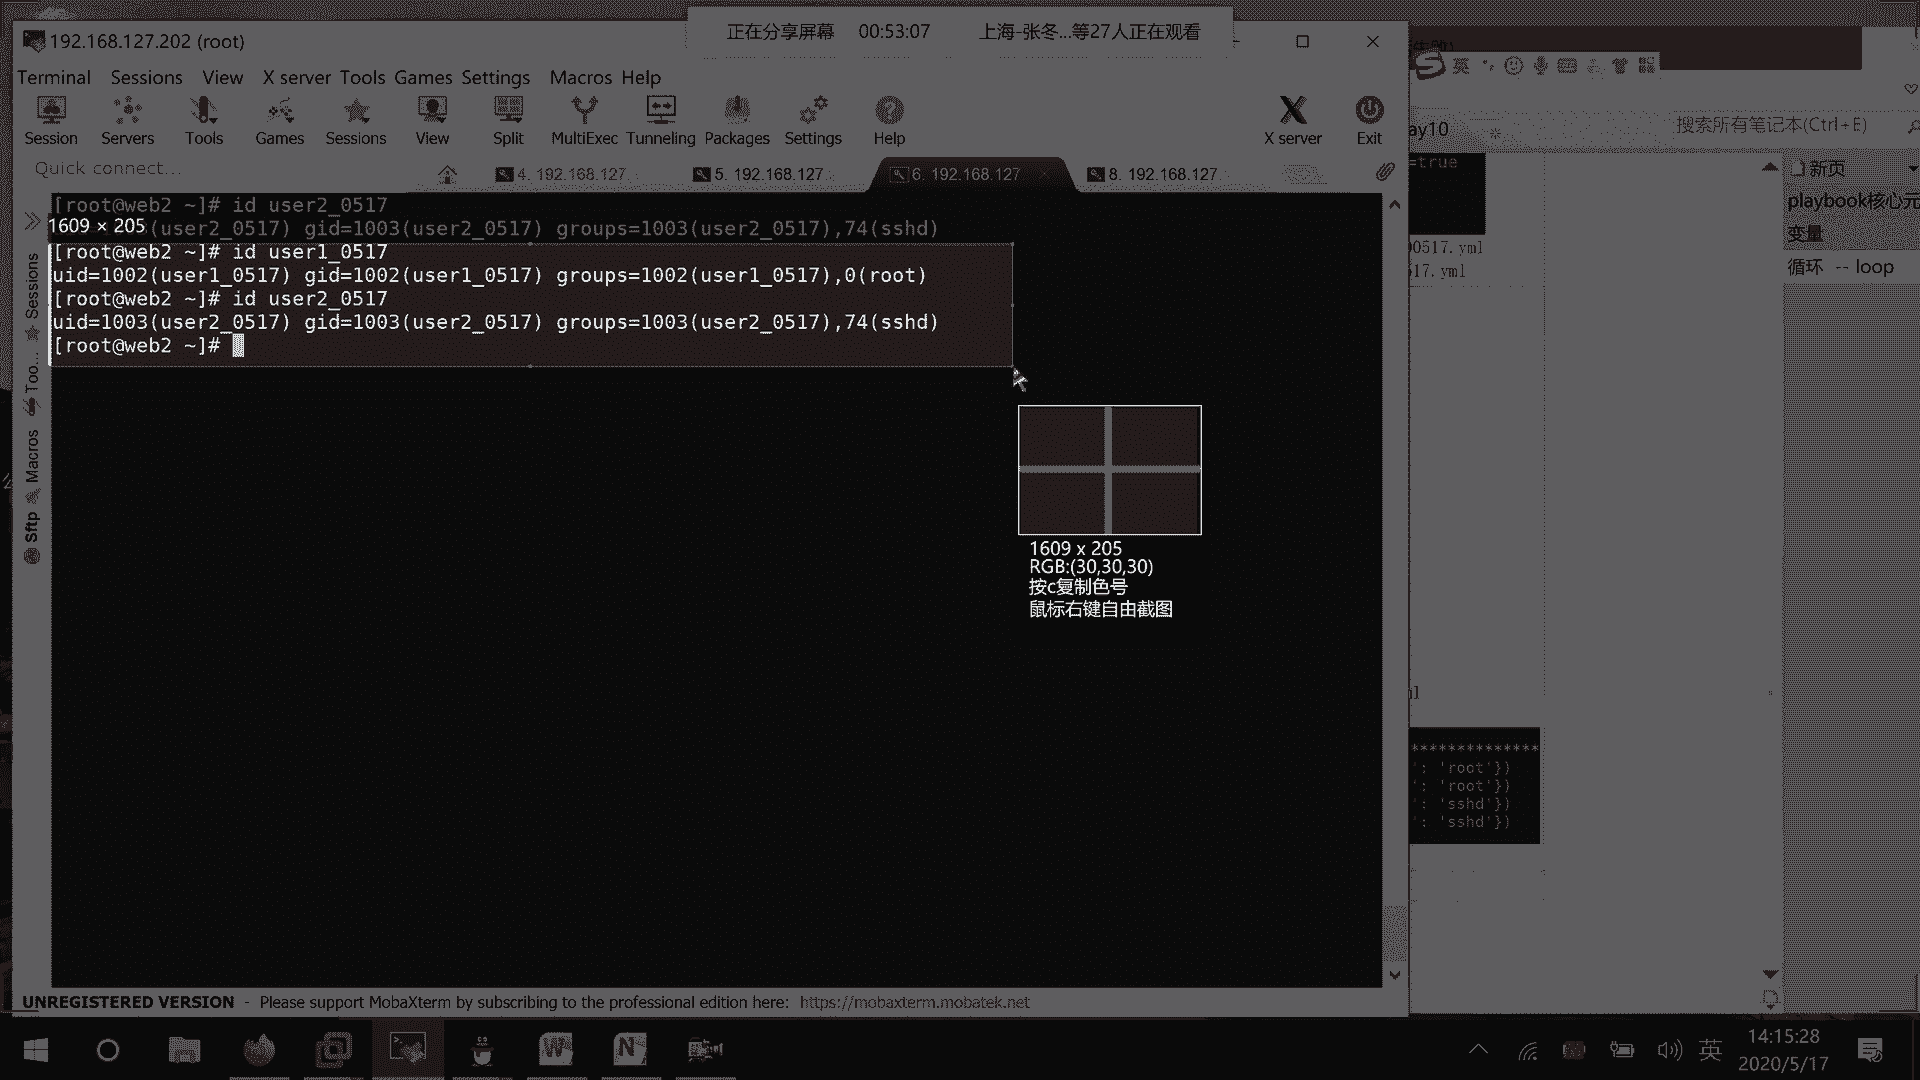 192.168.127.202 (root)
正在分享屏幕 00:53:07 上海-张冬...等27人正在观看
Terminal Sessions View X server Tools Games Settings Macros Help
英
Session Servers Tools Games Sessions View Split MultiExec Tunneling Packages Settings Help X server Exit
ay10
搜索所有笔记本(Ctrl+E)
Quick connect...
4. 192.168.127.
5. 192.168.127.
6. 192.168.127
8. 192.168.127.
=true
新页
playbook核心元
变量
循环 -- loop
00517.yml
17.yml
Sessions
Too...
Macros
Sftp
[root@web2 ~]# id user2_0517
1609 × 205
(user2_0517) gid=1003(user2_0517) groups=1003(user2_0517),74(sshd)
[root@web2 ~]# id user1_0517
uid=1002(user1_0517) gid=1002(user1_0517) groups=1002(user1_0517),0(root)
[root@web2 ~]# id user2_0517
uid=1003(user2_0517) gid=1003(user2_0517) groups=1003(user2_0517),74(sshd)
[root@web2 ~]#
1609 x 205
RGB:(30,30,30)
按c复制色号
鼠标右键自由截图
**************
': 'root'})
': 'root'})
': 'sshd'})
': 'sshd'})
UNREGISTERED VERSION - Please support MobaXterm by subscribing to the professional edition here: https://mobaxterm.mobatek.net
英
14:15:28
2020/5/17